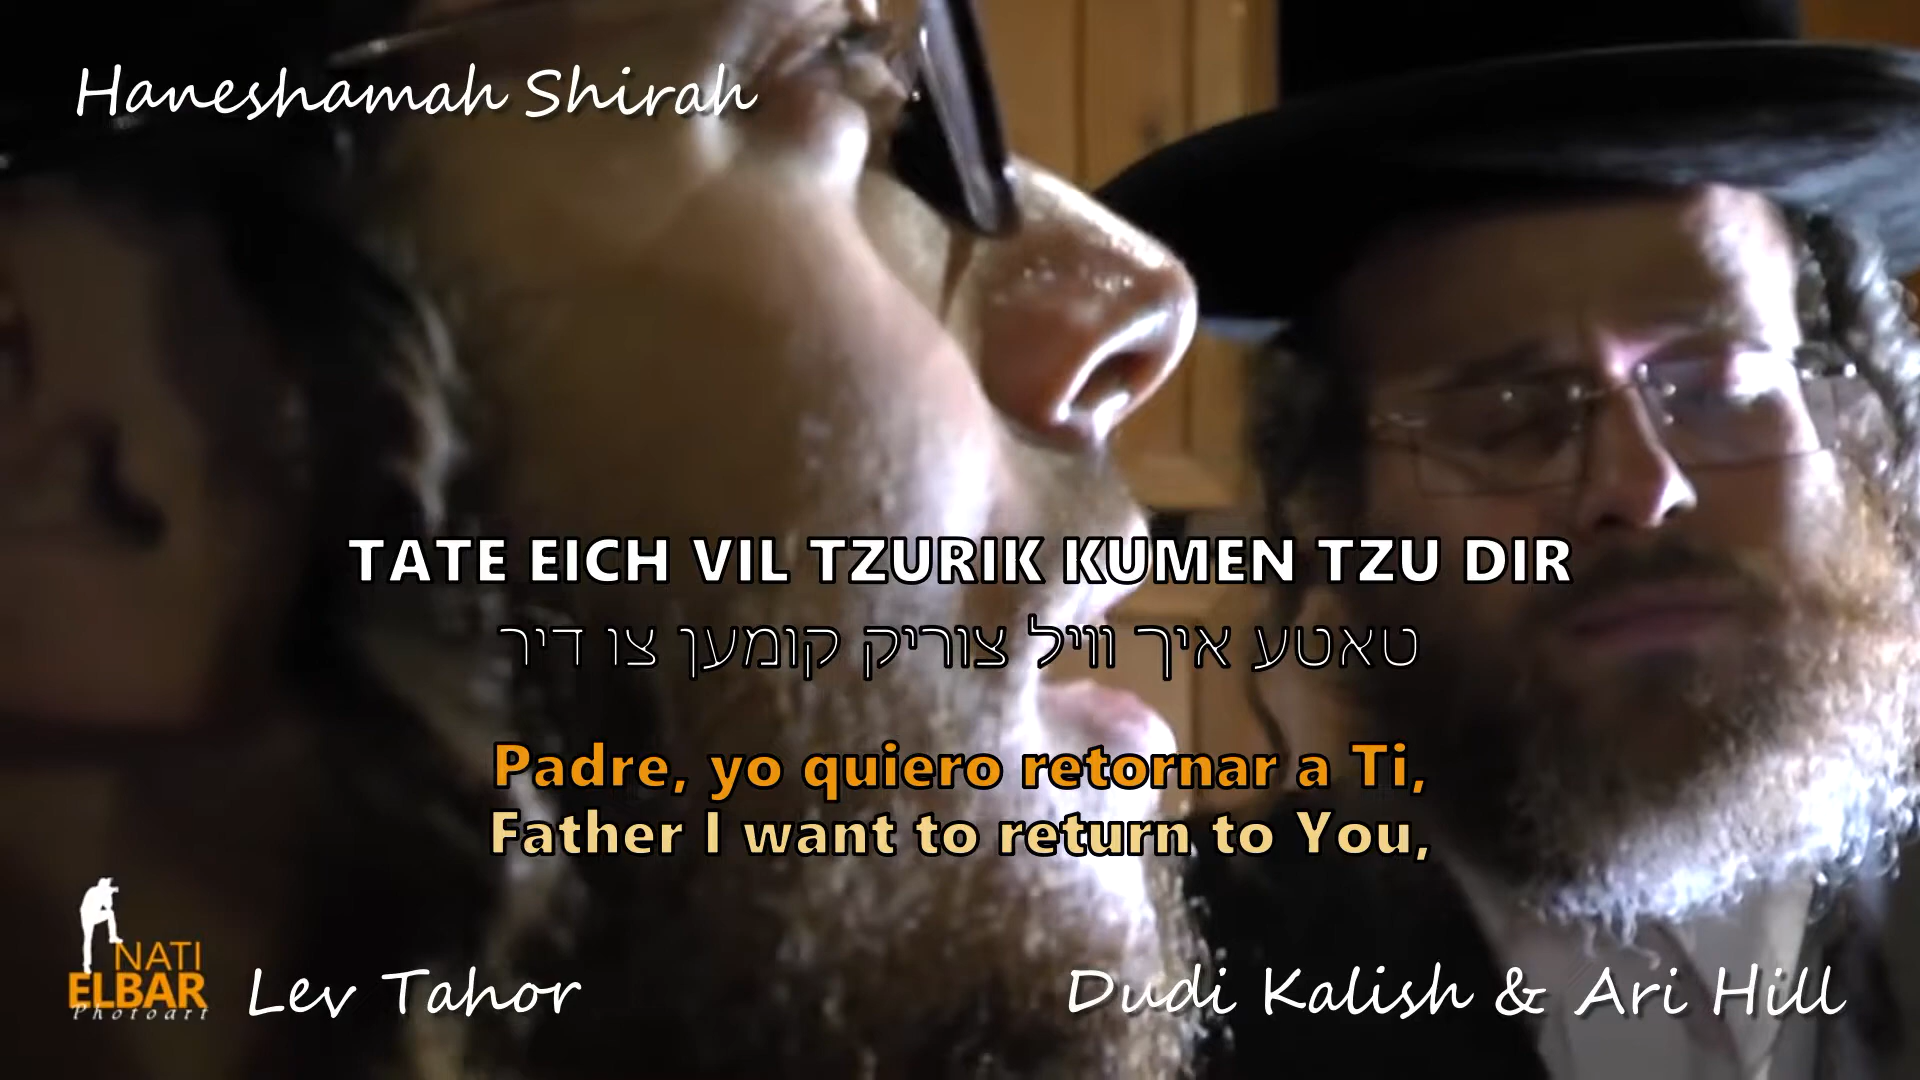 Haneshamah Shirah
TATE EICH VIL TZURIK KUMEN TZU DIR
טאטע איך וויל צוריק קומען צו דיר
Padre, yo quiero retornar a Ti,
Father I want to return to You,
NATI
ELBAR
Photoart
Lev Tahor
Dudi Kalish & Ari Hill